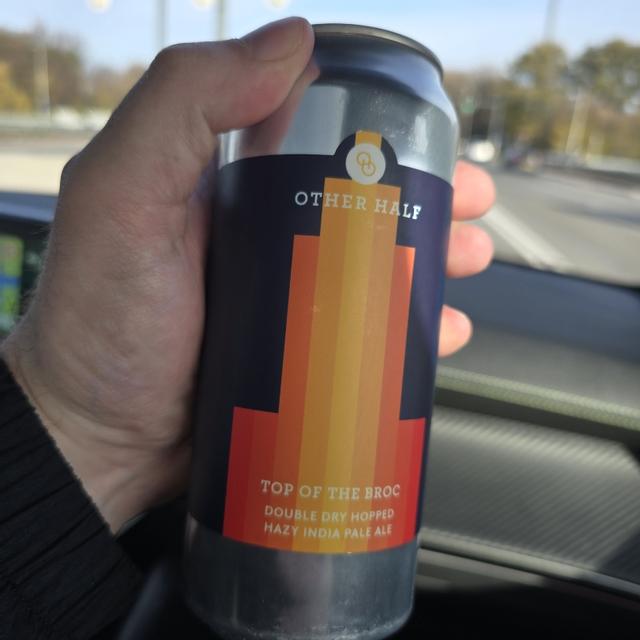 OTHER HALF
TOP OF THE BROC
DOUBLE DRY HOPPED
HAZY INDIA PALE ALE